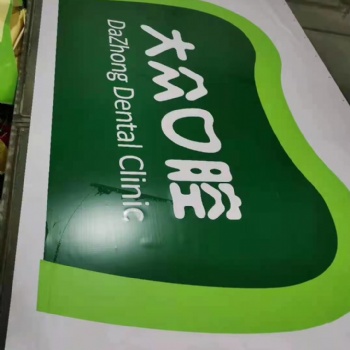 大众口腔
DaZhong Dental Clinic